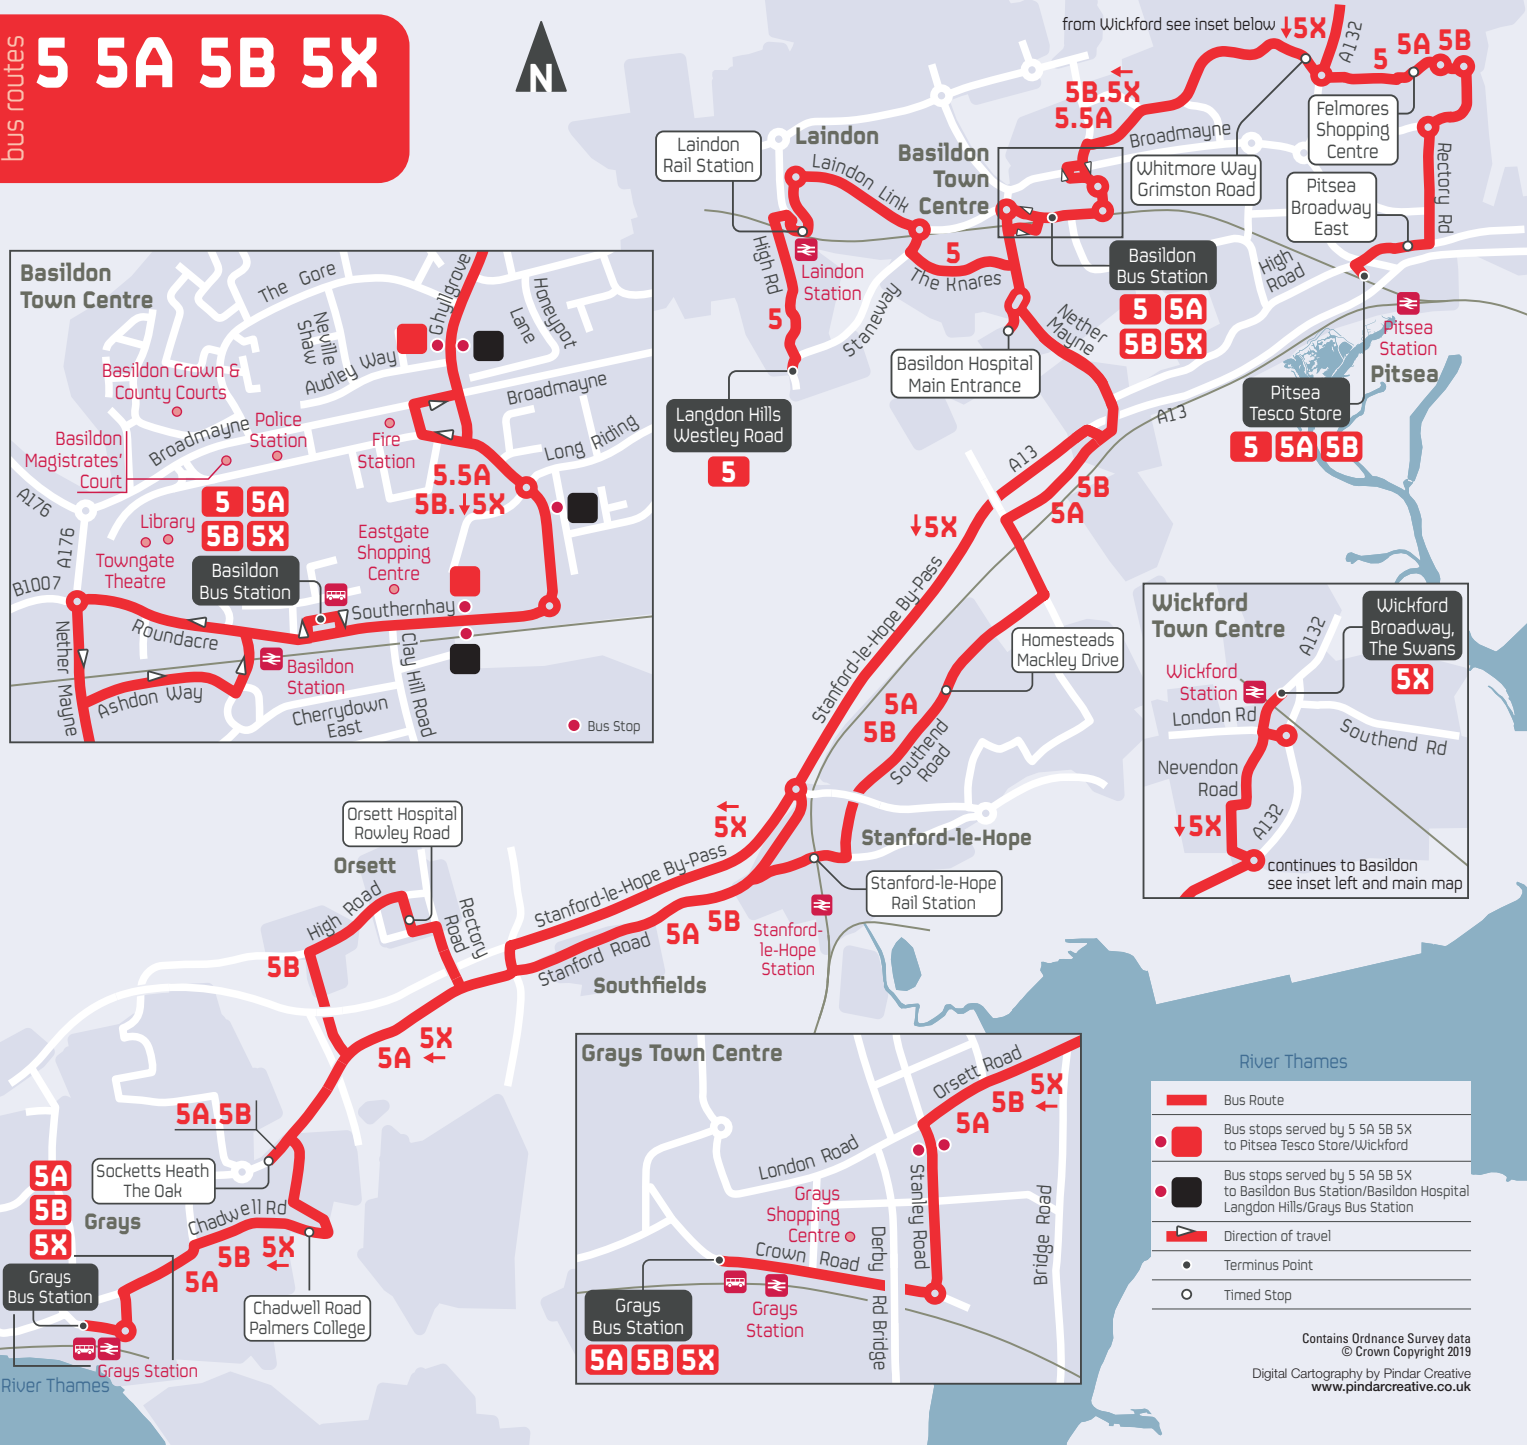 bus routes
5 5A 5B 5X
N
from Wickford see inset below ↓5X
A132
5
5A 5B
←
5B.5X
5.5A
Broadmayne
Felmores
Shopping
Centre
Whitmore Way
Grimston Road
Rectory Rd
Pitsea
Broadway
East
Laindon
Rail Station
Laindon
Laindon Link
Basildon
Town
Centre
High Rd
Laindon
Station
5
The Knares
Basildon
Bus Station
5 5A
5B 5X
High
Road
5
Staneway
Nether
Mayne
Basildon Hospital
Main Entrance
Langdon Hills
Westley Road
5
Pitsea
Station
Pitsea
Pitsea
Tesco Store
5 5A 5B
A13
A13
5B
5A
↓5X
Stanford-le-Hope By-Pass
Homesteads
Mackley Drive
5A
5B
Southend
Road
Basildon
Town Centre
The Gore
Ghyllgrove
Honeypot
Lane
Neville
Shaw
Audley Way
Broadmayne
Basildon Crown &
County Courts
Broadmayne
Police
Station
Basildon
Magistrates'
Court
Fire
Station
Long Riding
A176
A176
5.5A
5B.↓5X
5 5A
5B 5X
Library
Towngate
Theatre
Eastgate
Shopping
Centre
B1007
Basildon
Bus Station
Southernhay
Roundacre
Nether Mayne
Basildon
Station
Clay Hill Road
Ashdon Way
Cherrydown
East
Bus Stop
Wickford
Town Centre
A132
Wickford
Broadway,
The Swans
5X
Wickford
Station
London Rd
Southend Rd
Nevendon
Road
↓5X
A132
continues to Basildon
see inset left and main map
Orsett Hospital
Rowley Road
Orsett
←
5X
Stanford-le-Hope By-Pass
Stanford-le-Hope
Stanford-le-Hope
Rail Station
High Road
Rectory
Road
5B
5A 5B
Stanford Road
Southfields
Stanford-
le-Hope
Station
5X
5A ←
5A.5B
Socketts Heath
The Oak
5A
5B
5X
Grays
Chadwell Rd
5B 5X
←
5A
Grays
Bus Station
Chadwell Road
Palmers College
Grays Station
River Thames
Grays Town Centre
Orsett Road
5X
5B ←
5A
London Road
Stanley Road
Grays
Shopping
Centre
Crown Road
Derby
Rd Bridge
Bridge Road
Grays
Bus Station
5A 5B 5X
Grays
Station
River Thames
Bus Route
Bus stops served by 5 5A 5B 5X
to Pitsea Tesco Store/Wickford
Bus stops served by 5 5A 5B 5X
to Basildon Bus Station/Basildon Hospital
Langdon Hills/Grays Bus Station
Direction of travel
Terminus Point
Timed Stop
Contains Ordnance Survey data
© Crown Copyright 2019
Digital Cartography by Pindar Creative
www.pindarcreative.co.uk